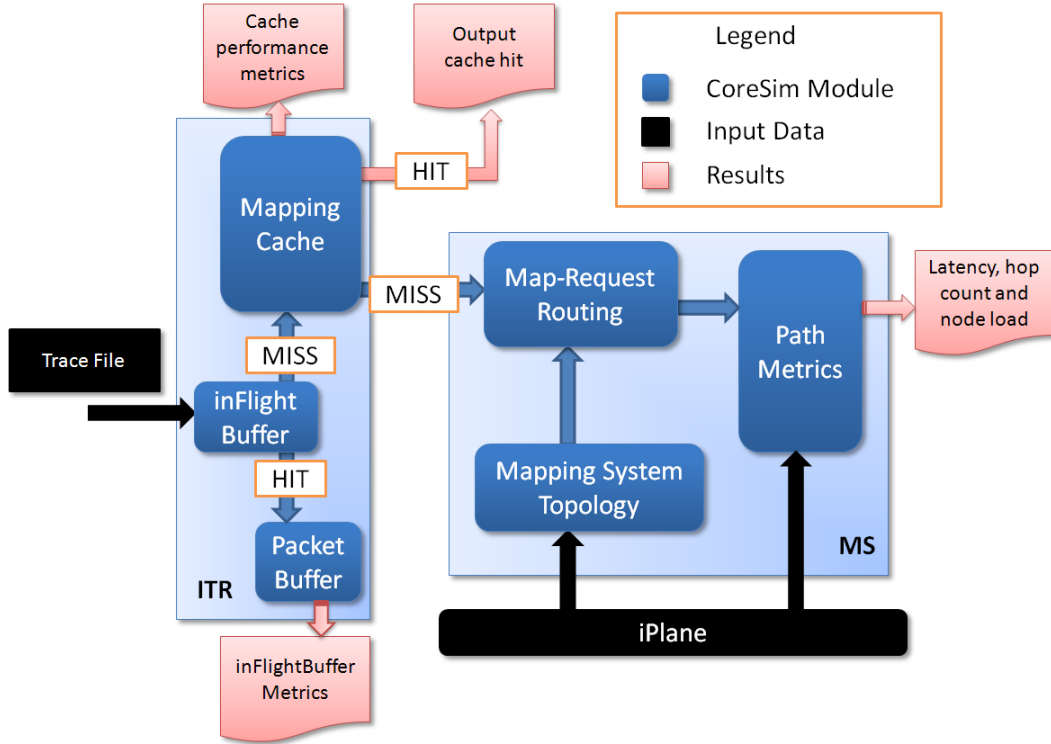 Cache
performance
metrics
Output
cache hit
Legend
CoreSim Module
Input Data
Results
HIT
Mapping
Cache
MISS
Map-Request
Routing
Path
Metrics
Latency, hop
count and
node load
Trace File
MISS
inFlight
Buffer
HIT
Mapping System
Topology
Packet
Buffer
ITR
MS
iPlane
inFlightBuffer
Metrics